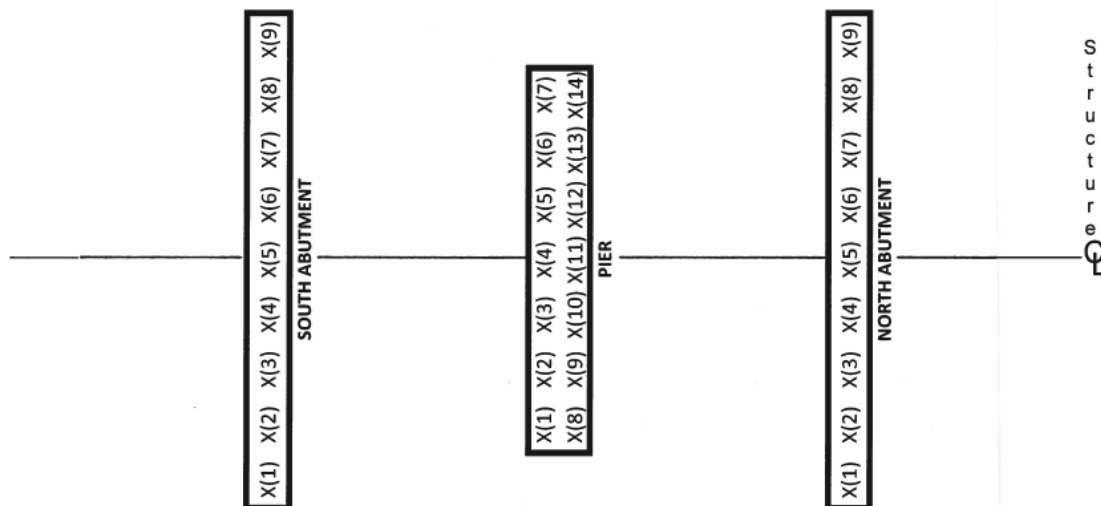 X(1) X(2) X(3) X(4) X(5) X(6) X(7) X(8) X(9)
SOUTH ABUTMENT
X(1) X(2) X(3) X(4) X(5) X(6) X(7)
X(8) X(9) X(10) X(11) X(12) X(13) X(14)
PIER
X(1) X(2) X(3) X(4) X(5) X(6) X(7) X(8) X(9)
NORTH ABUTMENT
Structure
℄